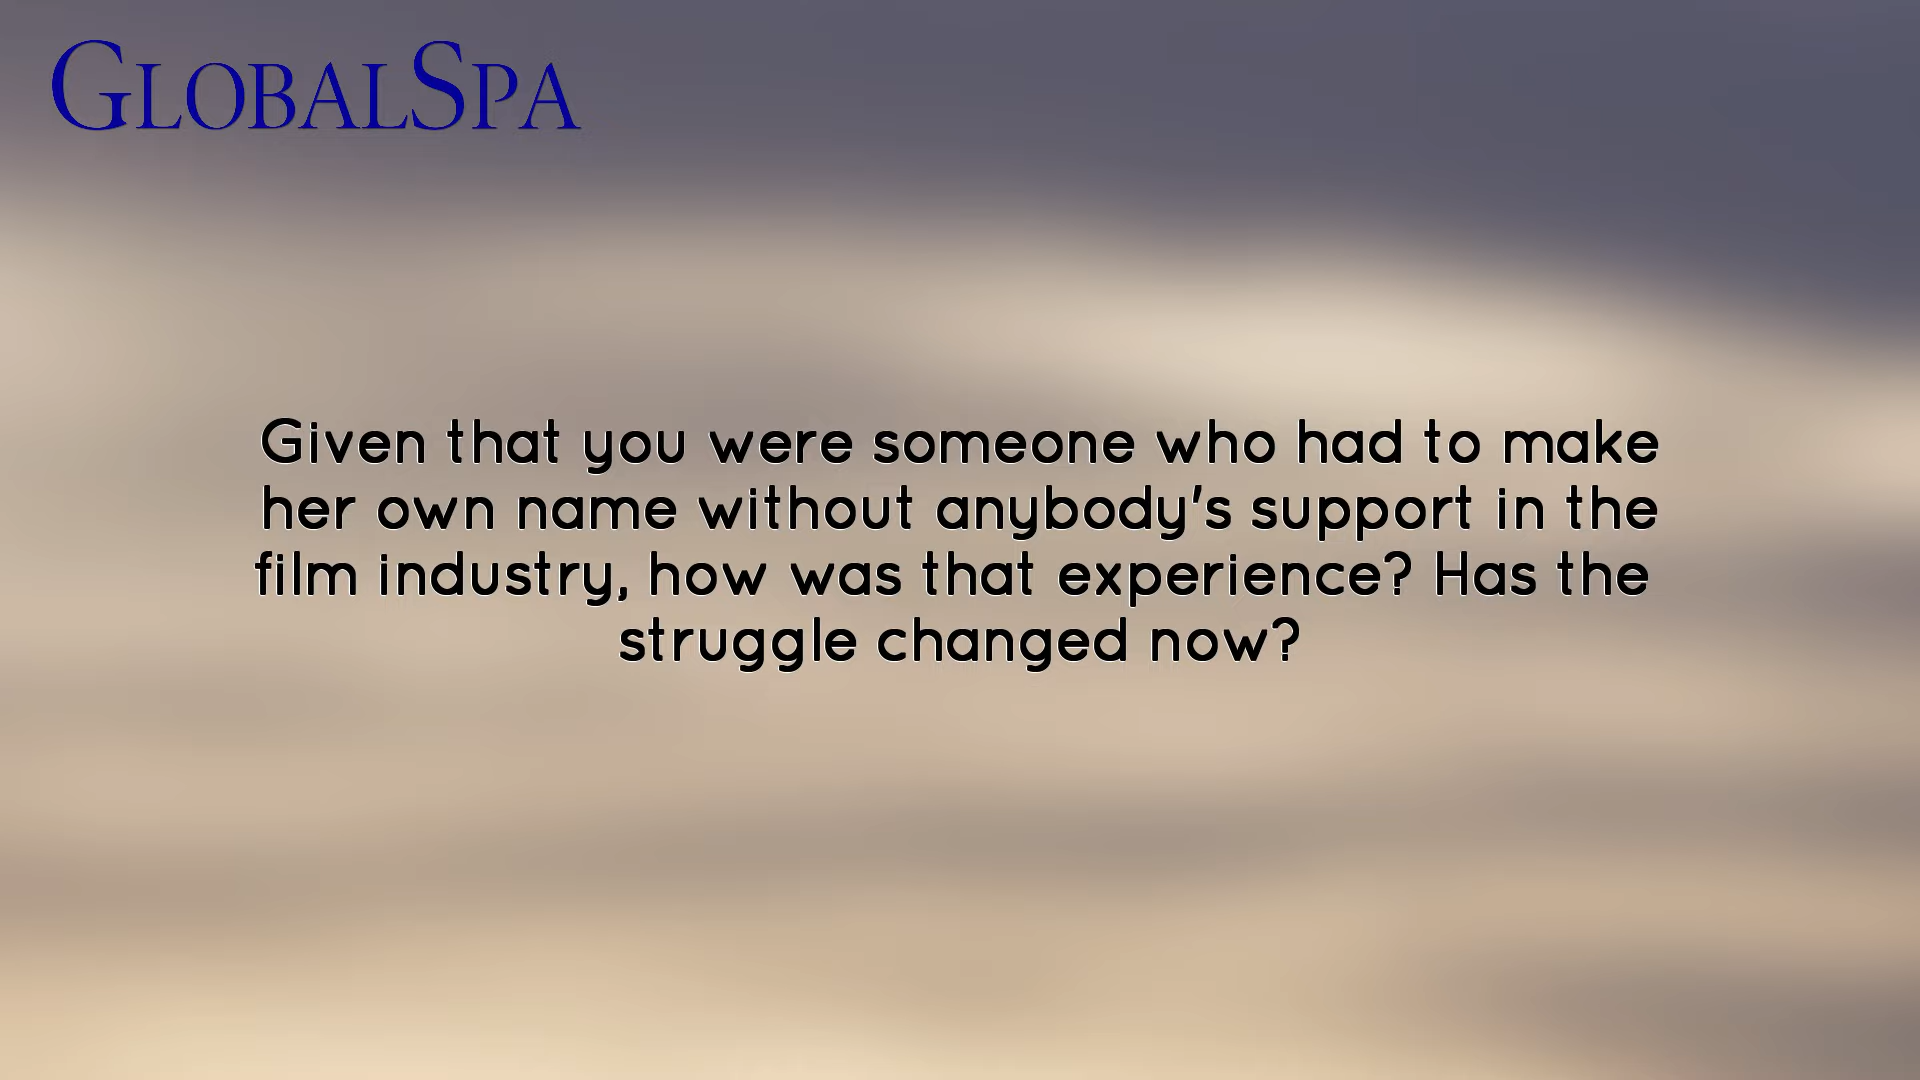 GLOBALSPA
Given that you were someone who had to make
her own name without anybody's support in the
film industry, how was that experience? Has the
struggle changed now?